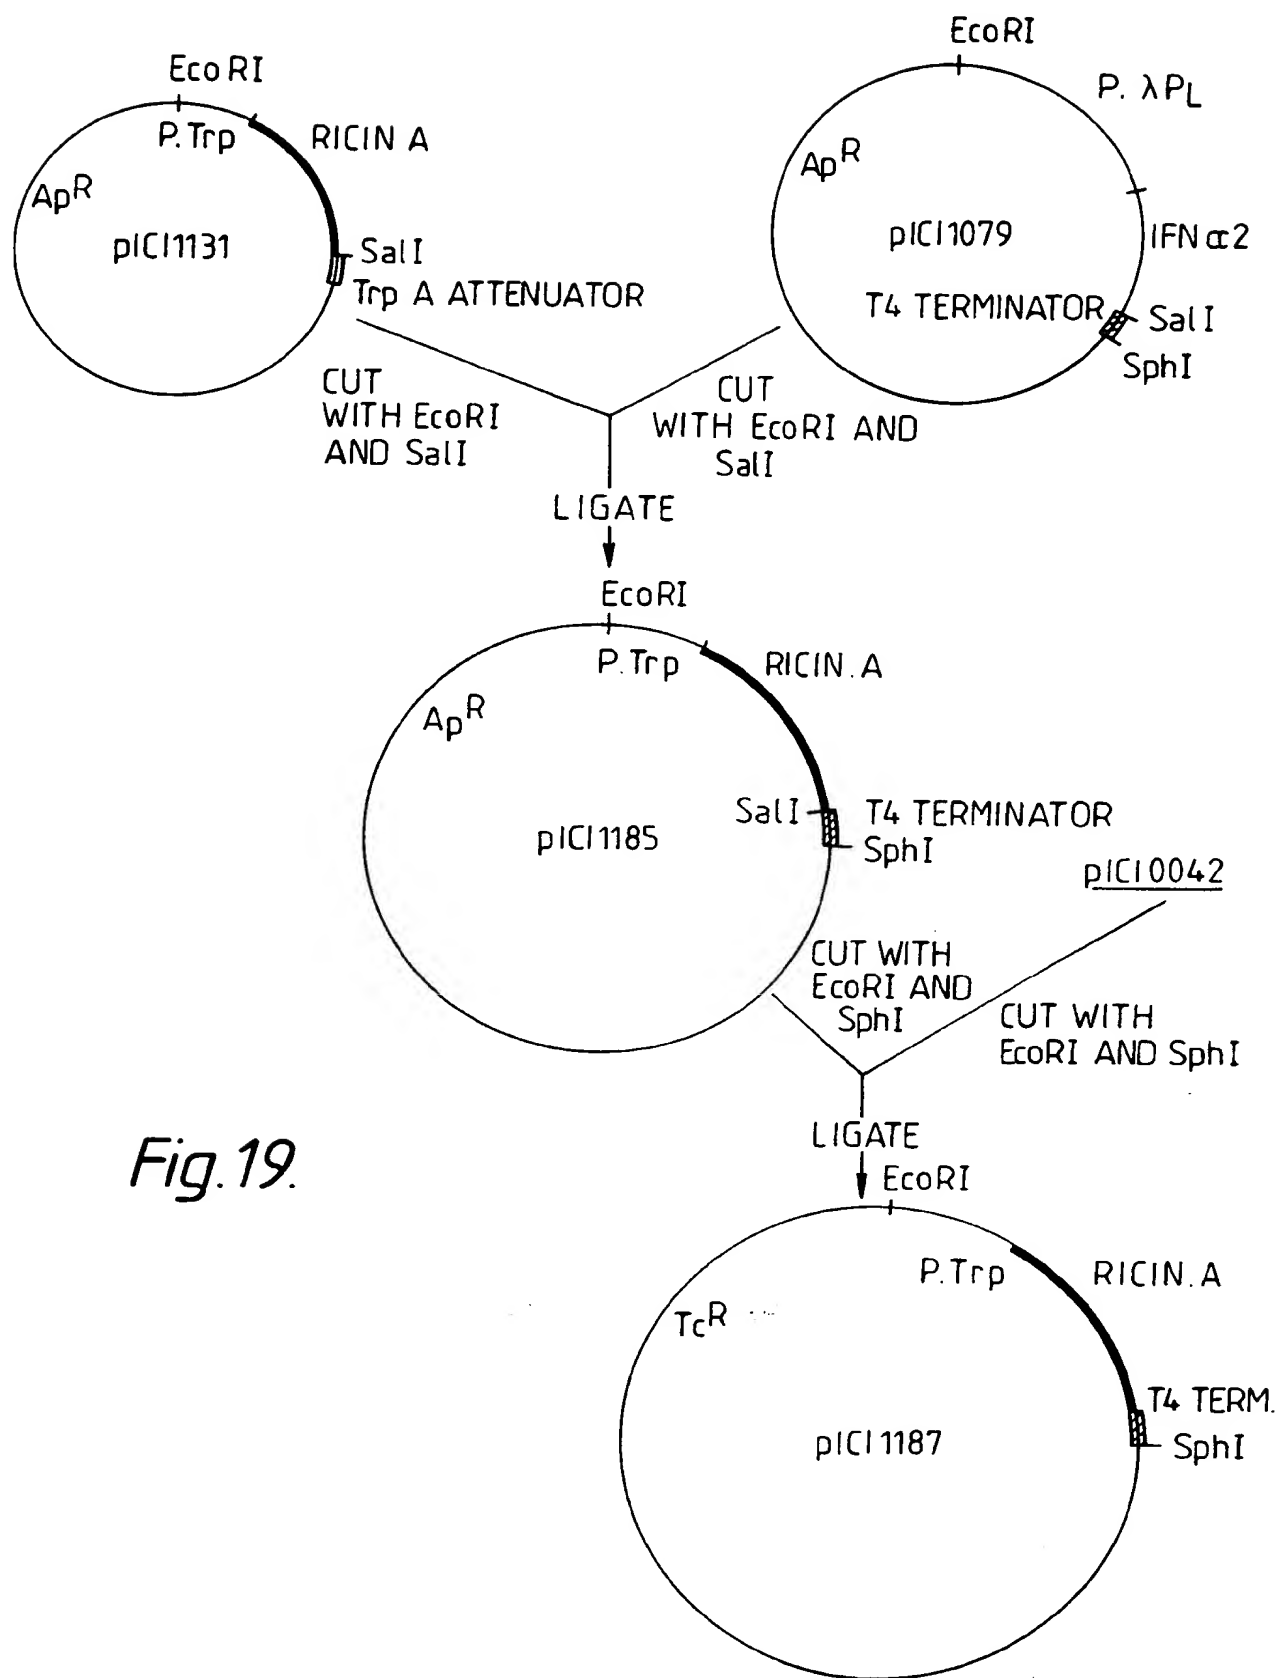 EcoRI
P.Trp
RICIN A
ApR
pICI1131
SalI
Trp A ATTENUATOR
EcoRI
P. λPL
ApR
pICI1079
IFNα2
T4 TERMINATOR
SalI
SphI
CUT
WITH EcoRI
AND SalI
CUT
WITH EcoRI AND
SalI
LIGATE
EcoRI
P.Trp
RICIN. A
ApR
pICI1185
SalI
T4 TERMINATOR
SphI
pICI0042
CUT WITH
EcoRI AND
SphI
CUT WITH
EcoRI AND SphI
LIGATE
Fig.19.
EcoRI
P.Trp
RICIN. A
TcR
pICI1187
T4 TERM.
SphI